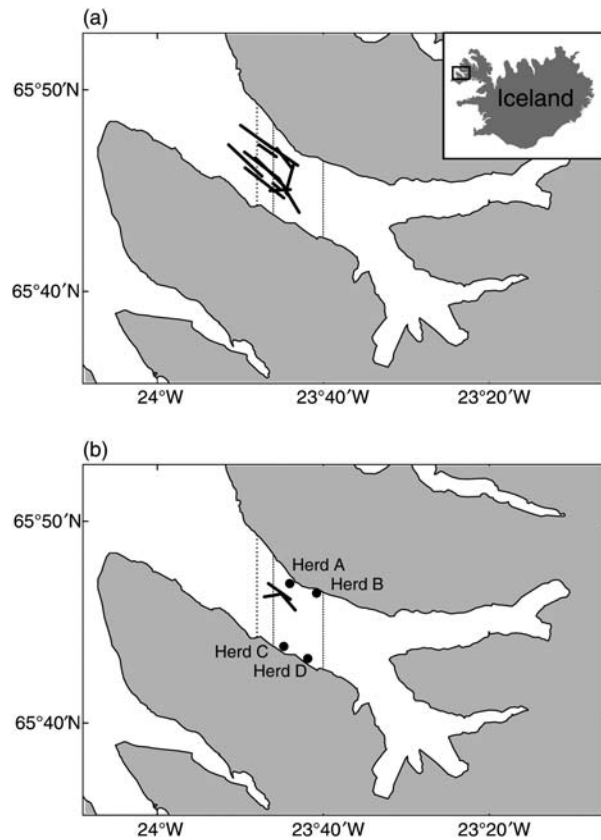 (a)
65°50′N
65°40′N
Iceland
24°W
23°40′W
23°20′W
(b)
65°50′N
65°40′N
Herd A
Herd B
Herd C
Herd D
24°W
23°40′W
23°20′W